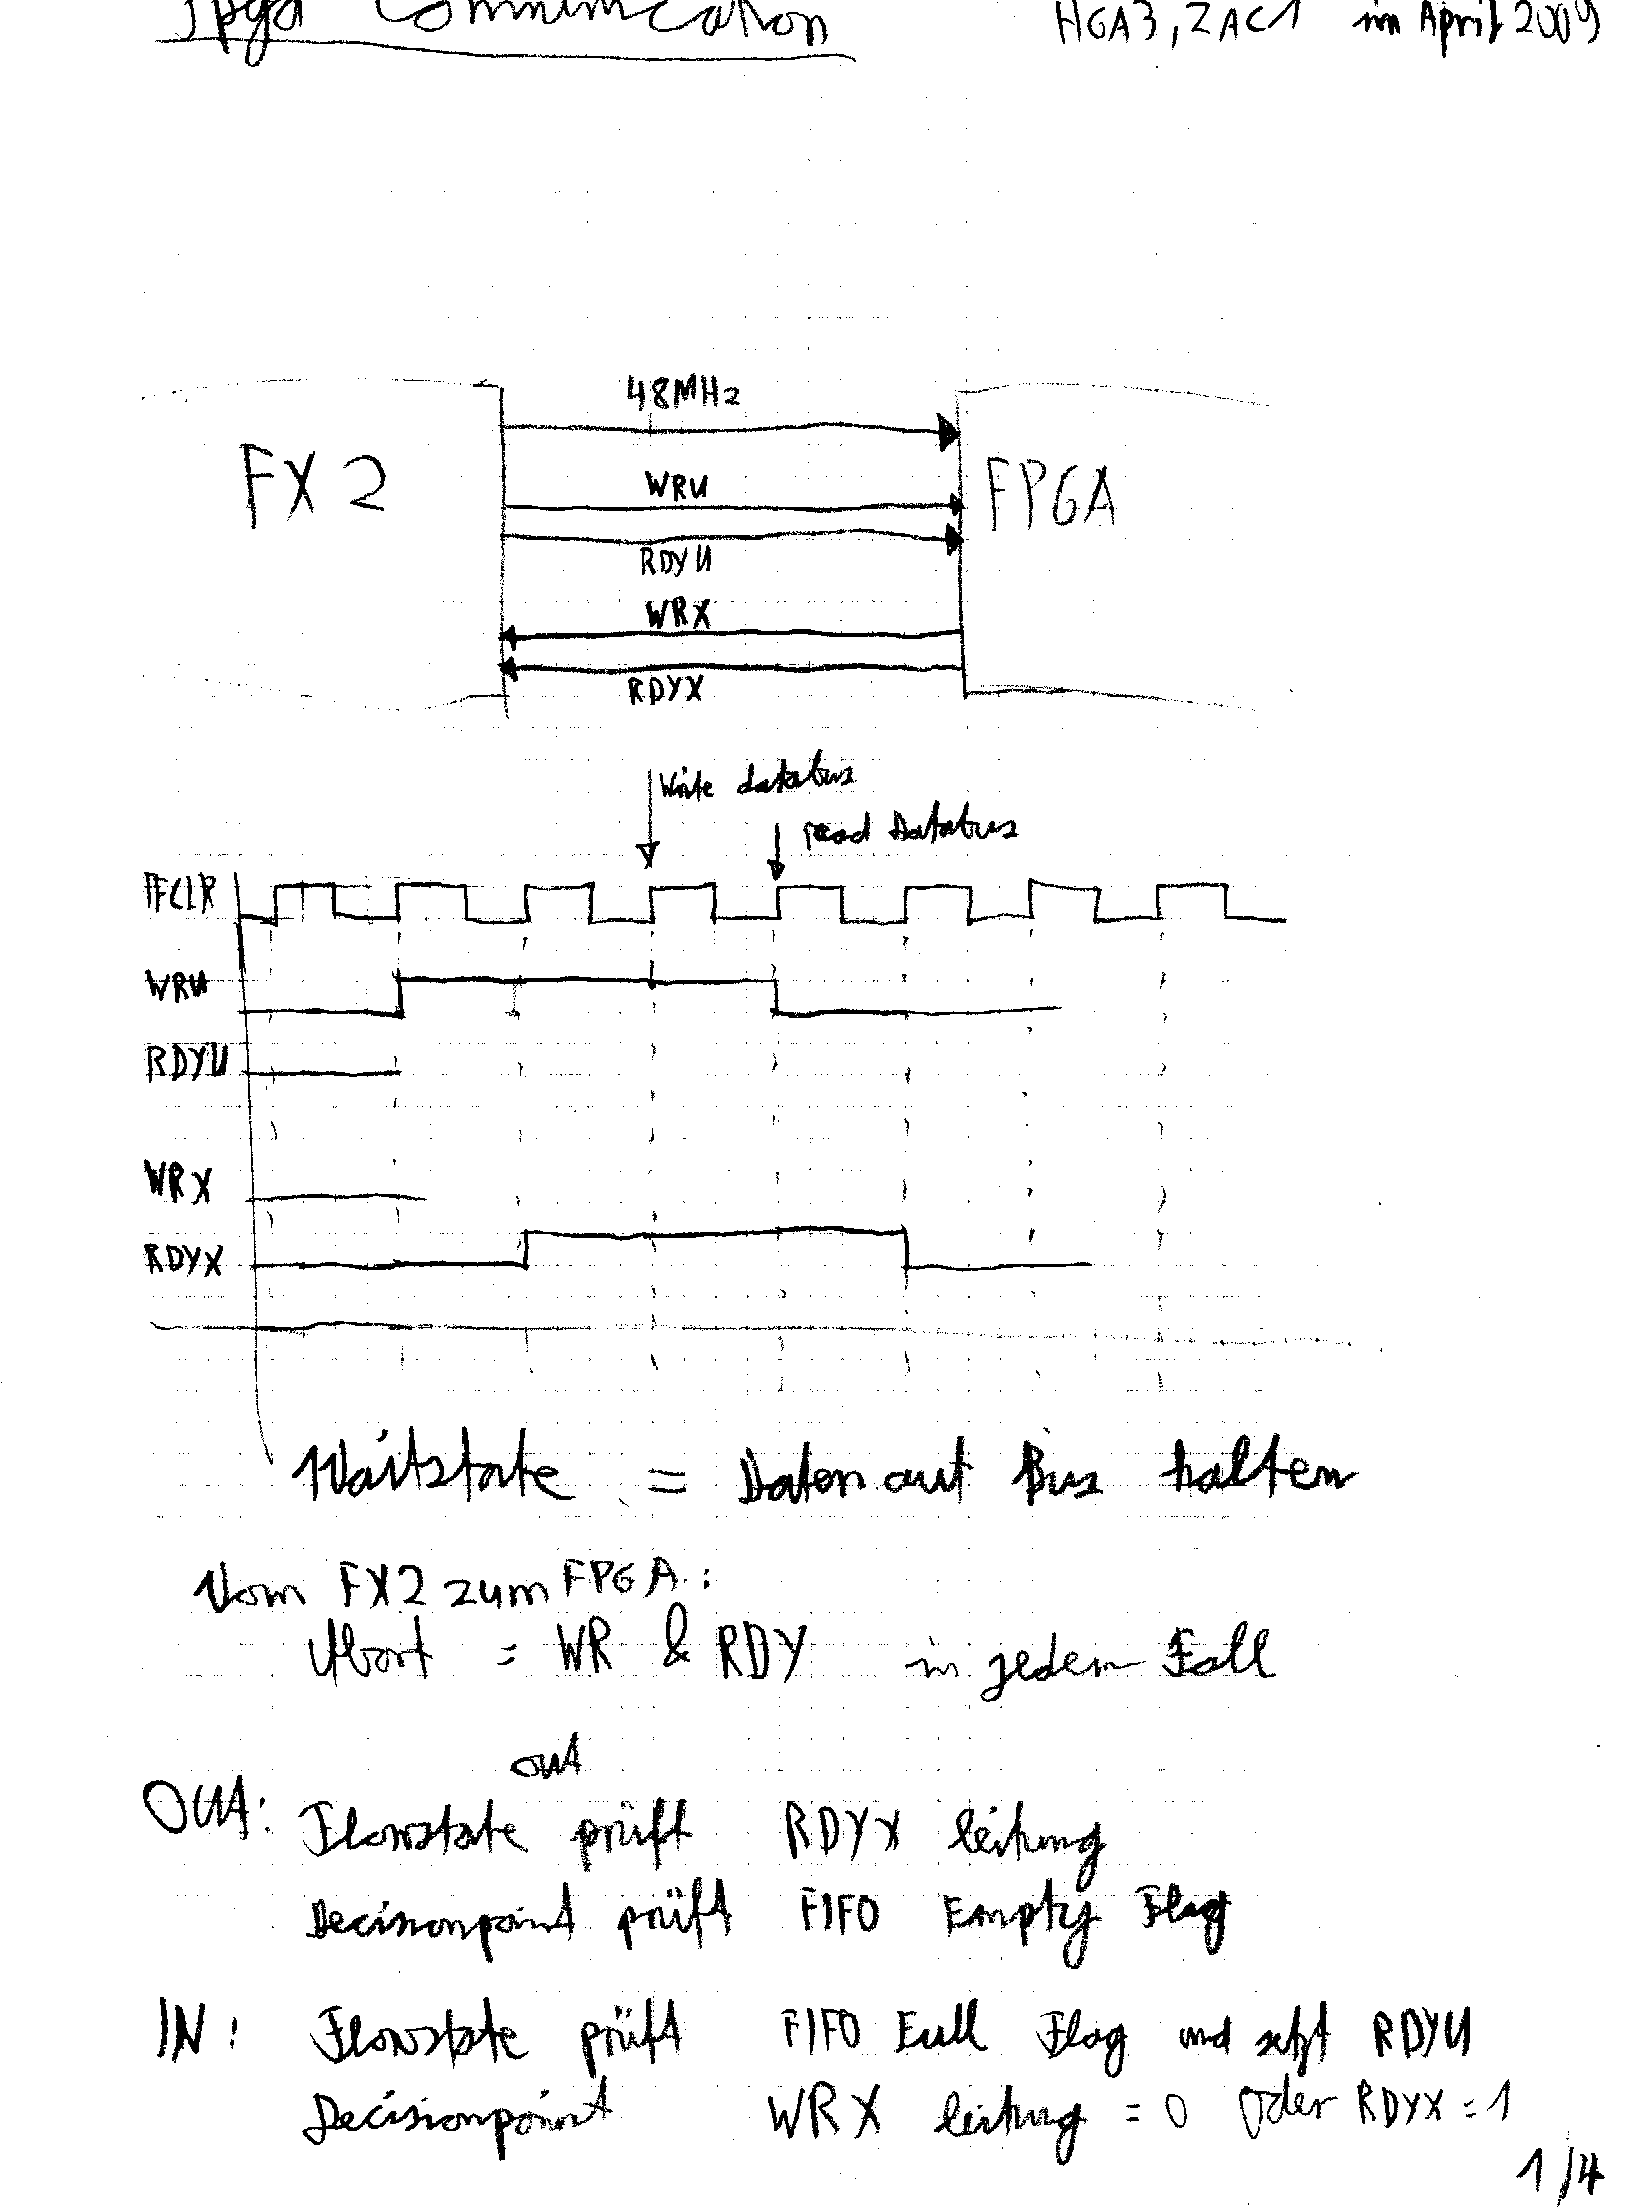 fpga Communication HGA3, ZAC1 im April 2009
48MHz
FX2
WRU
FPGA
RDYU
WRX
RDYX
Write databus
read Databus
IFCLK
WRU
RDYU
WRX
RDYX
Waitstate = Daten auf Bus halten
Vom FX2 zum FPGA:
Abort = WR & RDY in jedem Fall
out
OUT: Flowstate prüft RDYX leitung
Decisionpoint prüft FIFO Empty Flag
IN: Flowstate prüft FIFO Full Flag und setzt RDYU
Decisionpoint WRX leitung = 0 oder RDYX = 1
1/4